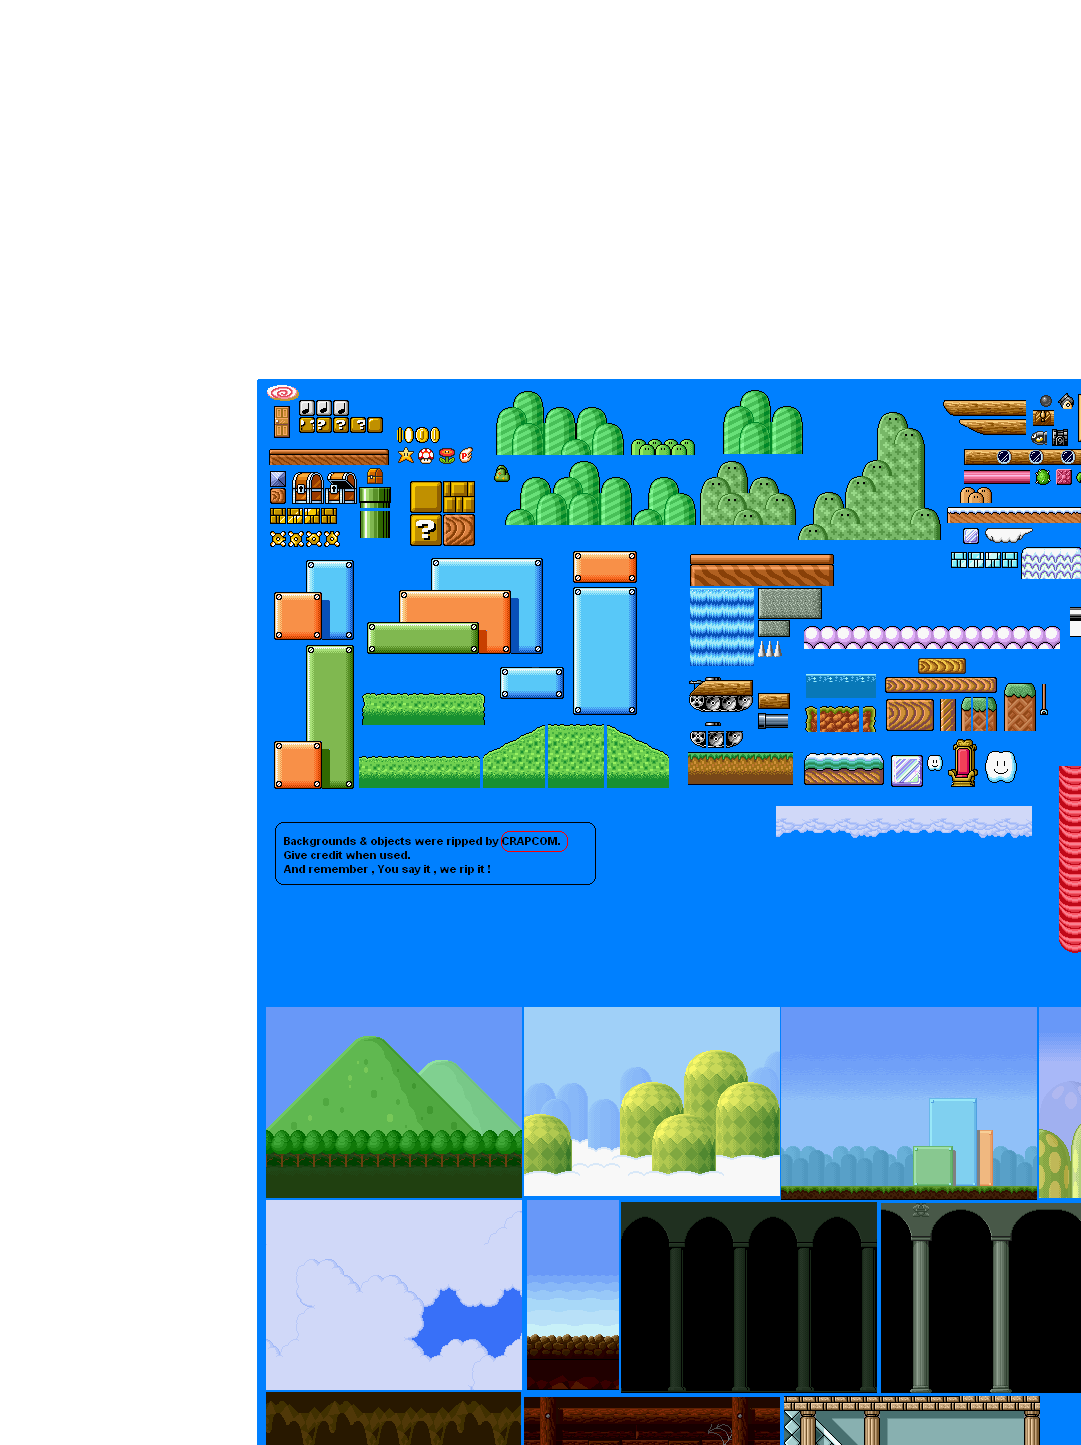 ?
P
Backgrounds & objects were ripped by CRAPCOM.
Give credit when used.
And remember , You say it , we rip it !